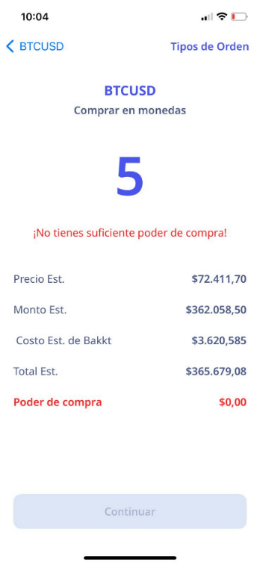 10:04
BTCUSD
Tipos de Orden
BTCUSD
Comprar en monedas
5
¡No tienes suficiente poder de compra!
Precio Est. $72.411,70
Monto Est. $362.058,50
Costo Est. de Bakkt $3.620,585
Total Est. $365.679,08
Poder de compra $0,00
Continuar